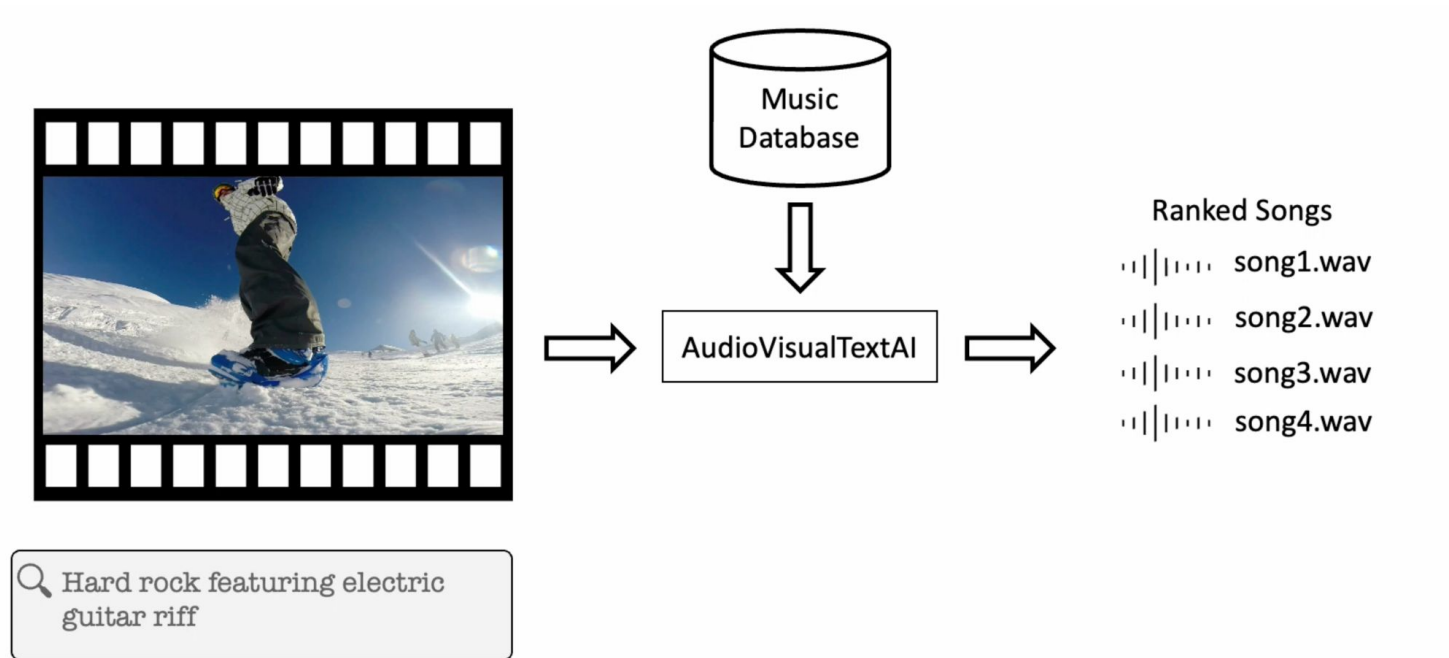 Music
Database
Ranked Songs
song1.wav
AudioVisualTextAI
song2.wav
song3.wav
song4.wav
Hard rock featuring electric
guitar riff